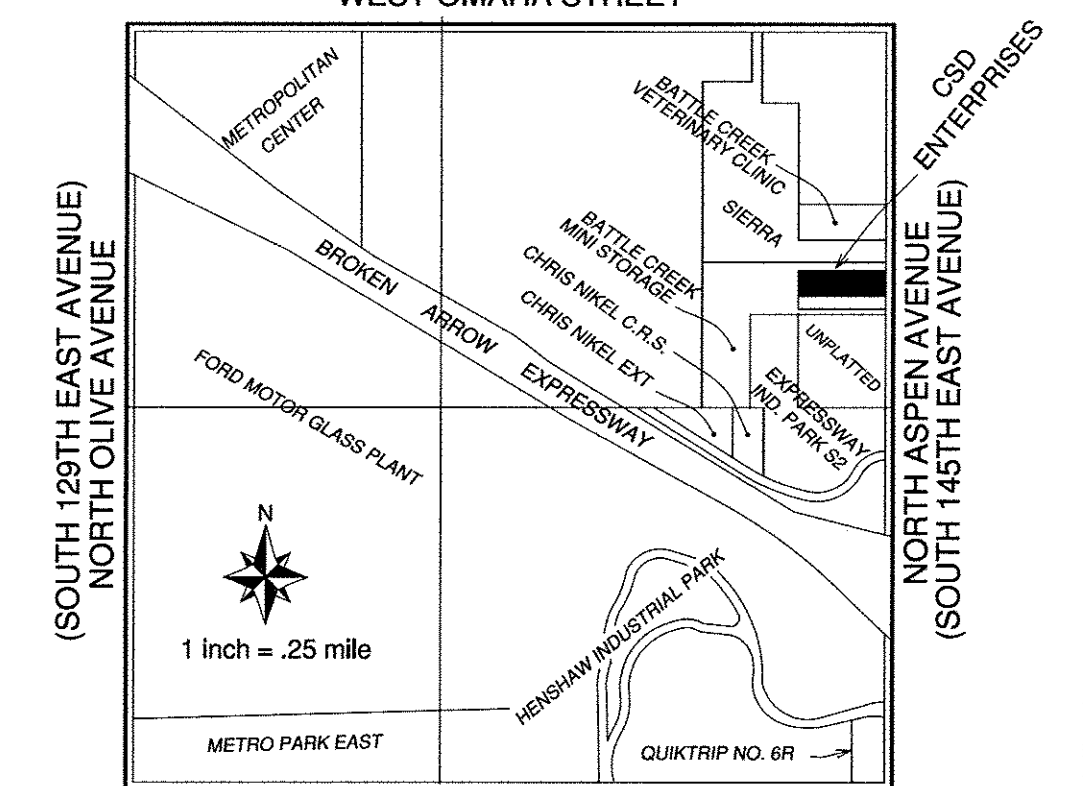 WEST OMAHA STREET
METROPOLITAN
CENTER
BATTLE CREEK
VETERINARY CLINIC
CSD
ENTERPRISES
SIERRA
BATTLE CREEK
MINI STORAGE
CHRIS NIKEL C.R.S.
CHRIS NIKEL EXT
BROKEN ARROW EXPRESSWAY
UNPLATTED
EXPRESSWAY
IND. PARK S2
FORD MOTOR GLASS PLANT
(SOUTH 129TH EAST AVENUE)
NORTH OLIVE AVENUE
NORTH ASPEN AVENUE
(SOUTH 145TH EAST AVENUE)
N
1 inch = .25 mile
HENSHAW INDUSTRIAL PARK
METRO PARK EAST
QUIKTRIP NO. 6R